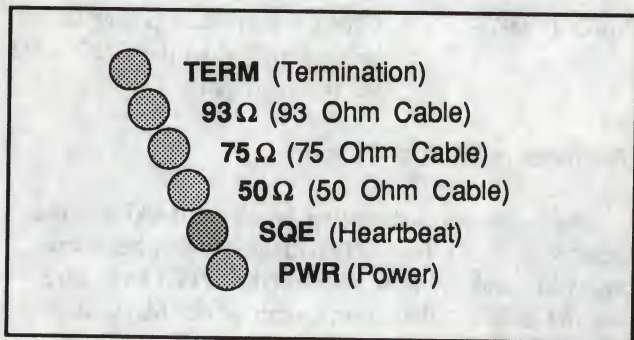 TERM (Termination)
93Ω (93 Ohm Cable)
75Ω (75 Ohm Cable)
50Ω (50 Ohm Cable)
SQE (Heartbeat)
PWR (Power)